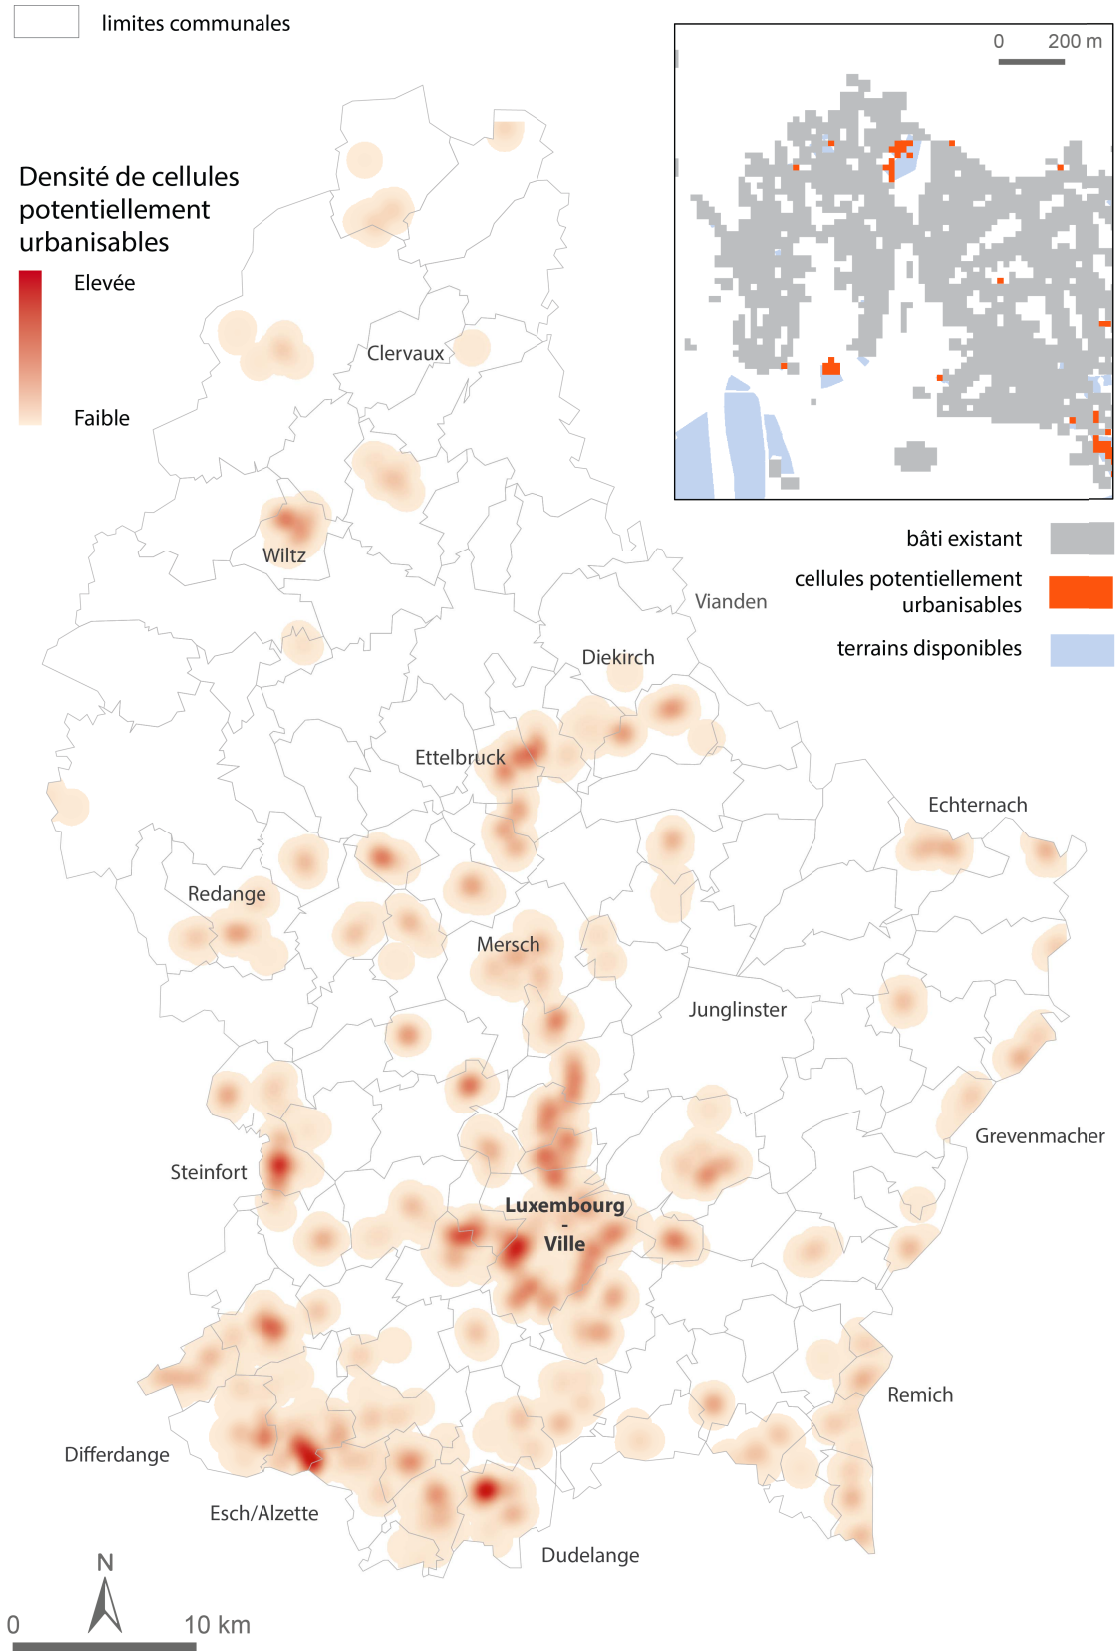 limites communales
0 200 m
Densité de cellules
potentiellement
urbanisables
Elevée
Faible
Clervaux
Wiltz
bâti existant
cellules potentiellement
urbanisables
terrains disponibles
Vianden
Diekirch
Ettelbruck
Echternach
Redange
Mersch
Junglinster
Grevenmacher
Steinfort
Luxembourg
-
Ville
Remich
Differdange
Esch/Alzette
Dudelange
N
0 10 km